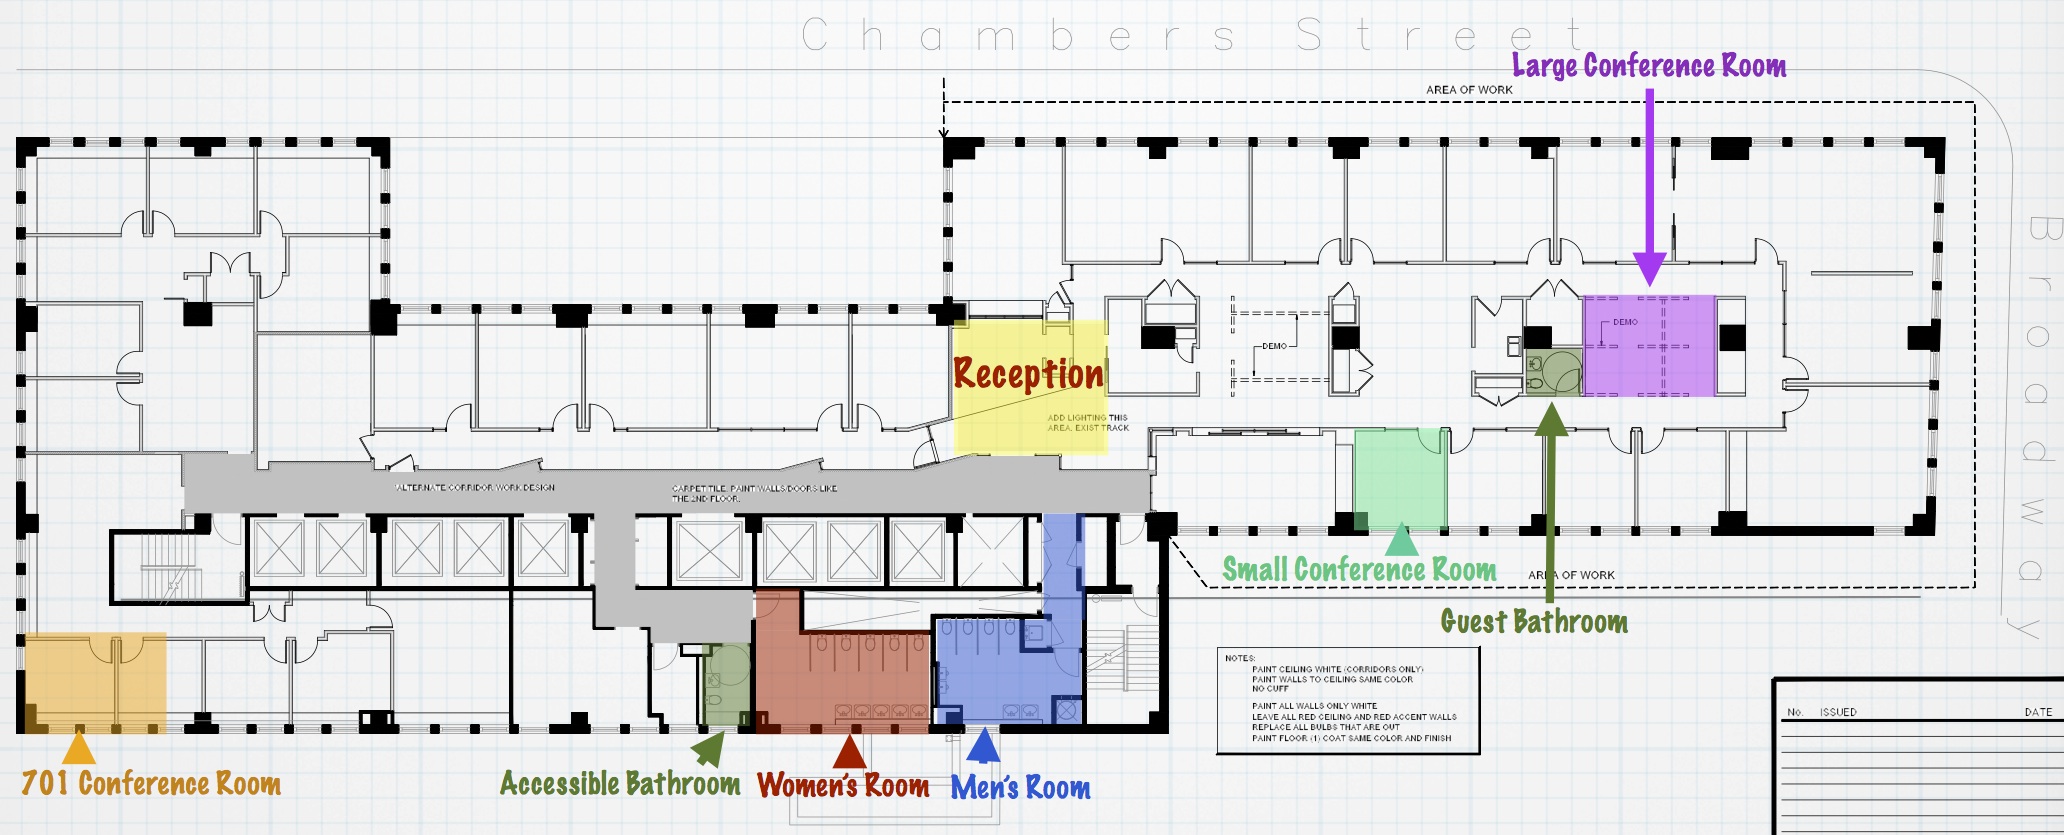 Chambers Street
Large Conference Room
AREA OF WORK
Broadway
DEMO
DEMO
Reception
ADD LIGHTING THIS
AREA. EXIST TRACK
ALTERNATE CORRIDOR WORK DESIGN
CARPET TILE, PAINT WALLS/DOORS LIKE
THE 2ND FLOOR.
Small Conference Room
AREA OF WORK
Guest Bathroom
NOTES:
PAINT CEILING WHITE (CORRIDORS ONLY)
PAINT WALLS TO CEILING SAME COLOR
NO CUFF
PAINT ALL WALLS ONLY WHITE
LEAVE ALL RED CEILING AND RED ACCENT WALLS
REPLACE ALL BULBS THAT ARE OUT
PAINT FLOOR (1) COAT SAME COLOR AND FINISH
No. ISSUED DATE
701 Conference Room
Accessible Bathroom
Women's Room
Men's Room